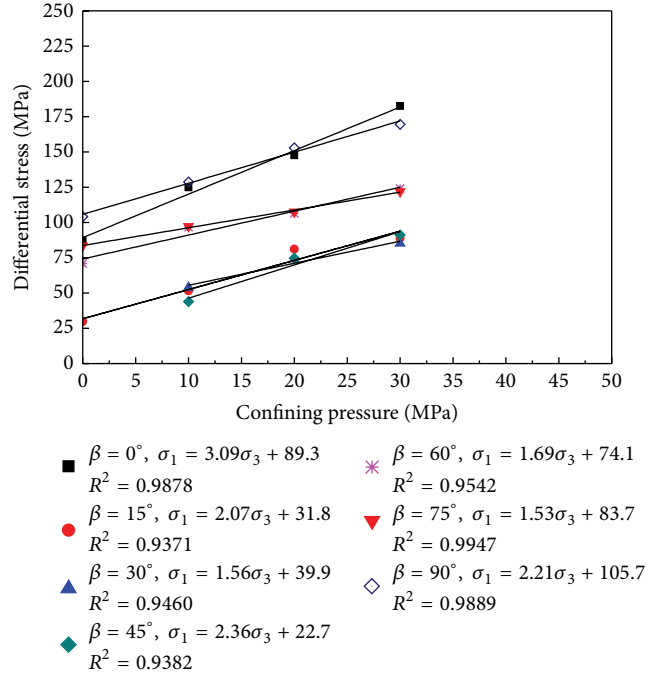 250
225
200
175
150
125
100
75
50
25
0
Differential stress (MPa)
0 5 10 15 20 25 30 35 40 45 50
Confining pressure (MPa)
β = 0°, σ₁ = 3.09σ₃ + 89.3
R² = 0.9878
β = 15°, σ₁ = 2.07σ₃ + 31.8
R² = 0.9371
β = 30°, σ₁ = 1.56σ₃ + 39.9
R² = 0.9460
β = 45°, σ₁ = 2.36σ₃ + 22.7
R² = 0.9382
β = 60°, σ₁ = 1.69σ₃ + 74.1
R² = 0.9542
β = 75°, σ₁ = 1.53σ₃ + 83.7
R² = 0.9947
β = 90°, σ₁ = 2.21σ₃ + 105.7
R² = 0.9889